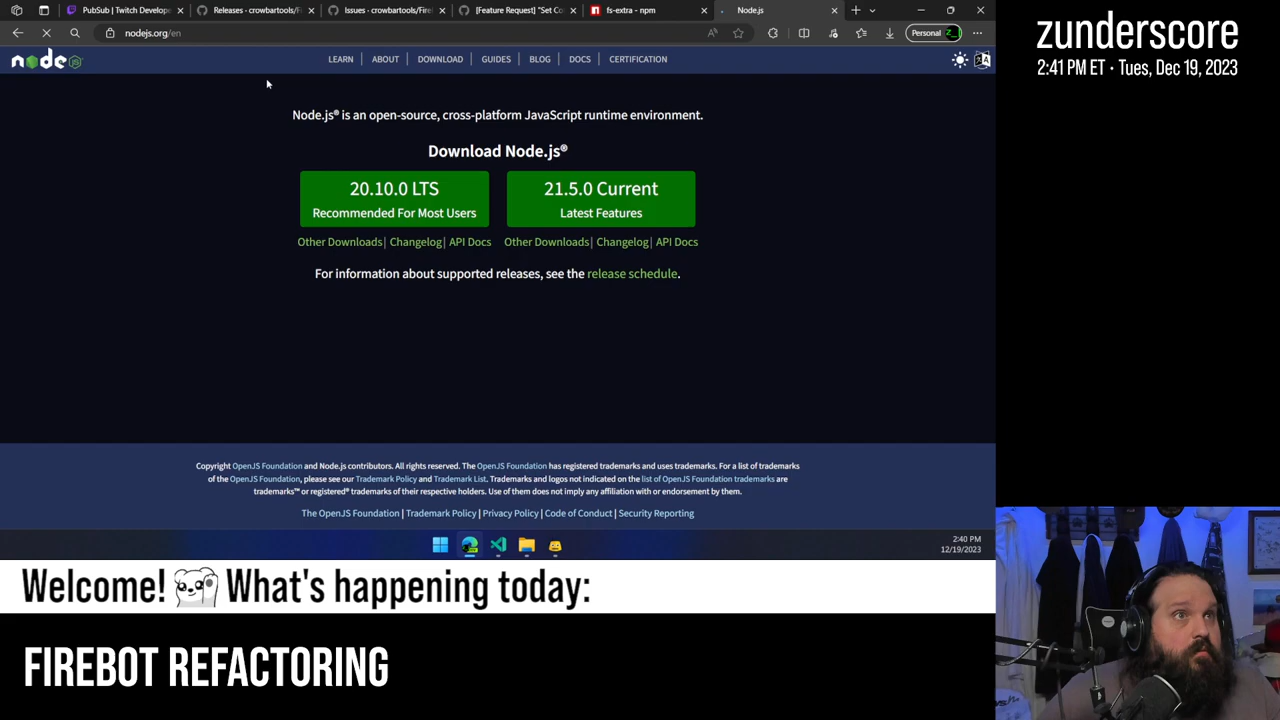 PubSub | Twitch Develope
Releases · crowbartools/Fi
Issues · crowbartools/Fireb
[Feature Request] "Set Co
fs-extra - npm
Node.js
nodejs.org/en
Personal
node
LEARN
ABOUT
DOWNLOAD
GUIDES
BLOG
DOCS
CERTIFICATION
Node.js® is an open-source, cross-platform JavaScript runtime environment.
Download Node.js®
20.10.0 LTS
Recommended For Most Users
21.5.0 Current
Latest Features
Other Downloads | Changelog | API Docs
Other Downloads | Changelog | API Docs
For information about supported releases, see the release schedule.
Copyright OpenJS Foundation and Node.js contributors. All rights reserved. The OpenJS Foundation has registered trademarks and uses trademarks. For a list of trademarks
of the OpenJS Foundation, please see our Trademark Policy and Trademark List. Trademarks and logos not indicated on the list of OpenJS Foundation trademarks are
trademarks™ or registered® trademarks of their respective holders. Use of them does not imply any affiliation with or endorsement by them.
The OpenJS Foundation | Trademark Policy | Privacy Policy | Code of Conduct | Security Reporting
2:40 PM
12/19/2023
zunderscore
2:41 PM ET · Tues, Dec 19, 2023
Welcome! What's happening today:
FIREBOT REFACTORING